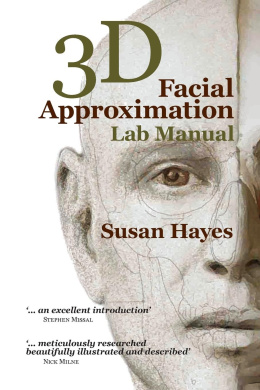 3D
Facial
Approximation
Lab Manual
Susan Hayes
‘... an excellent introduction’
Stephen Missal
‘... meticulously researched
beautifully illustrated and described’
Nick Milne